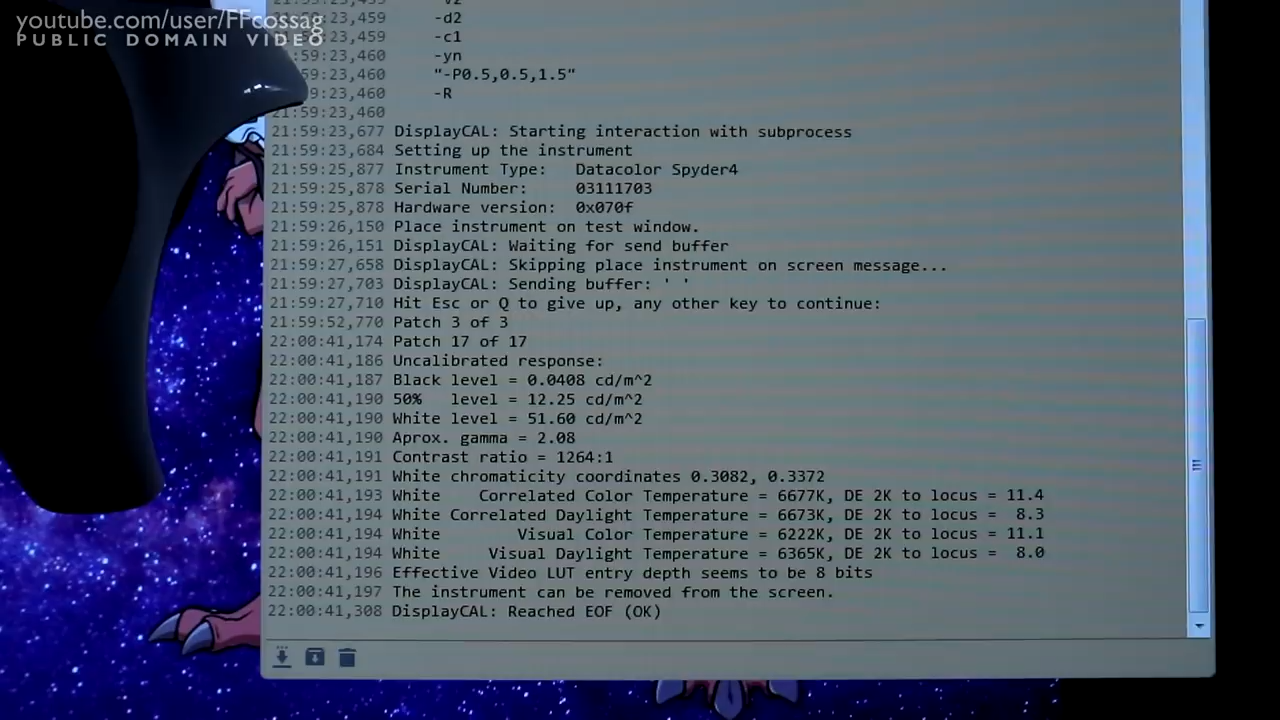 youtube.com/user/FFcossag
PUBLIC DOMAIN VIDEO
,459 -d2
,459 -c1
:23,460 -yn
59:23,460 "-P0.5,0.5,1.5"
59:23,460 -R
21:59:23,460
21:59:23,677 DisplayCAL: Starting interaction with subprocess
21:59:23,684 Setting up the instrument
21:59:25,877 Instrument Type: Datacolor Spyder4
21:59:25,878 Serial Number: 03111703
21:59:25,878 Hardware version: 0x070f
21:59:26,150 Place instrument on test window.
21:59:26,151 DisplayCAL: Waiting for send buffer
21:59:27,658 DisplayCAL: Skipping place instrument on screen message...
21:59:27,703 DisplayCAL: Sending buffer: ' '
21:59:27,710 Hit Esc or Q to give up, any other key to continue:
21:59:52,770 Patch 3 of 3
22:00:41,174 Patch 17 of 17
22:00:41,186 Uncalibrated response:
22:00:41,187 Black level = 0.0408 cd/m^2
22:00:41,190 50% level = 12.25 cd/m^2
22:00:41,190 White level = 51.60 cd/m^2
22:00:41,190 Aprox. gamma = 2.08
22:00:41,191 Contrast ratio = 1264:1
22:00:41,191 White chromaticity coordinates 0.3082, 0.3372
22:00:41,193 White Correlated Color Temperature = 6677K, DE 2K to locus = 11.4
22:00:41,194 White Correlated Daylight Temperature = 6673K, DE 2K to locus = 8.3
22:00:41,194 White Visual Color Temperature = 6222K, DE 2K to locus = 11.1
22:00:41,194 White Visual Daylight Temperature = 6365K, DE 2K to locus = 8.0
22:00:41,196 Effective Video LUT entry depth seems to be 8 bits
22:00:41,197 The instrument can be removed from the screen.
22:00:41,308 DisplayCAL: Reached EOF (OK)